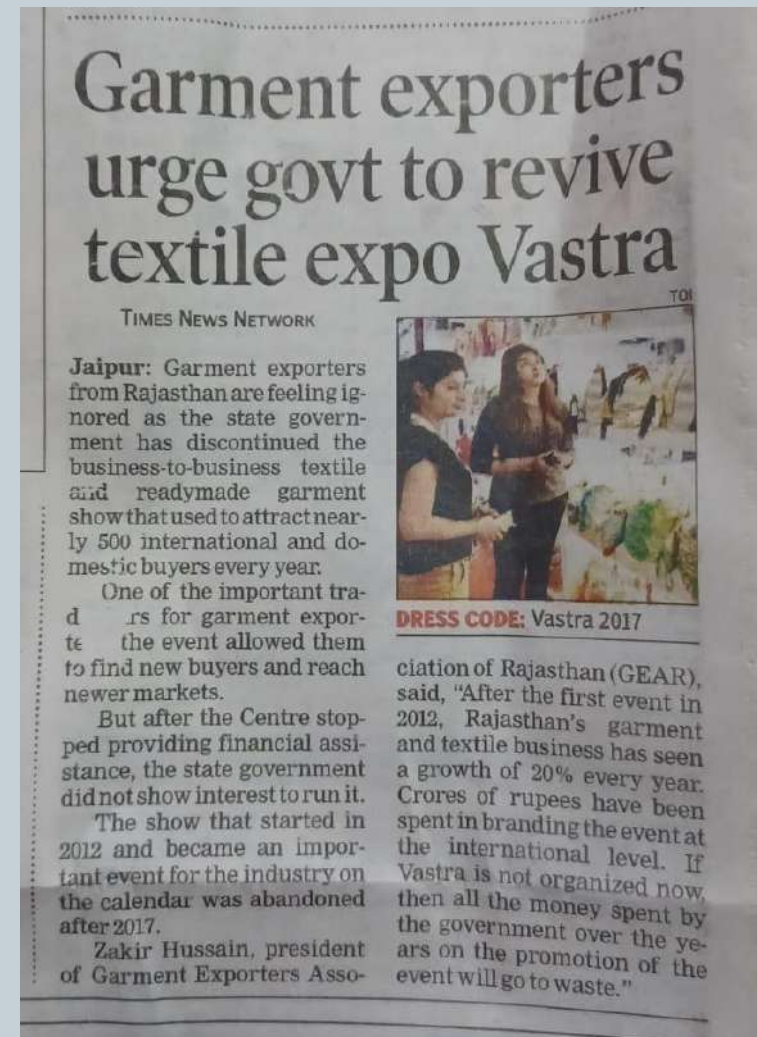 Garment exporters
urge govt to revive
textile expo Vastra
TOI
TIMES NEWS NETWORK
Jaipur: Garment exporters
from Rajasthan are feeling ig-
nored as the state govern-
ment has discontinued the
business-to-business textile
and readymade garment
show that used to attract near-
ly 500 international and do-
mestic buyers every year.
One of the important tra-
d rs for garment expor-
te the event allowed them
to find new buyers and reach
newer markets.
But after the Centre stop-
ped providing financial assi-
stance, the state government
did not show interest to run it.
The show that started in
2012 and became an impor-
tant event for the industry on
the calendar was abandoned
after 2017.
Zakir Hussain, president
of Garment Exporters Asso-
DRESS CODE: Vastra 2017
ciation of Rajasthan (GEAR),
said, “After the first event in
2012, Rajasthan's garment
and textile business has seen
a growth of 20% every year.
Crores of rupees have been
spent in branding the event at
the international level. If
Vastra is not organized now,
then all the money spent by
the government over the ye-
ars on the promotion of the
event will go to waste.”